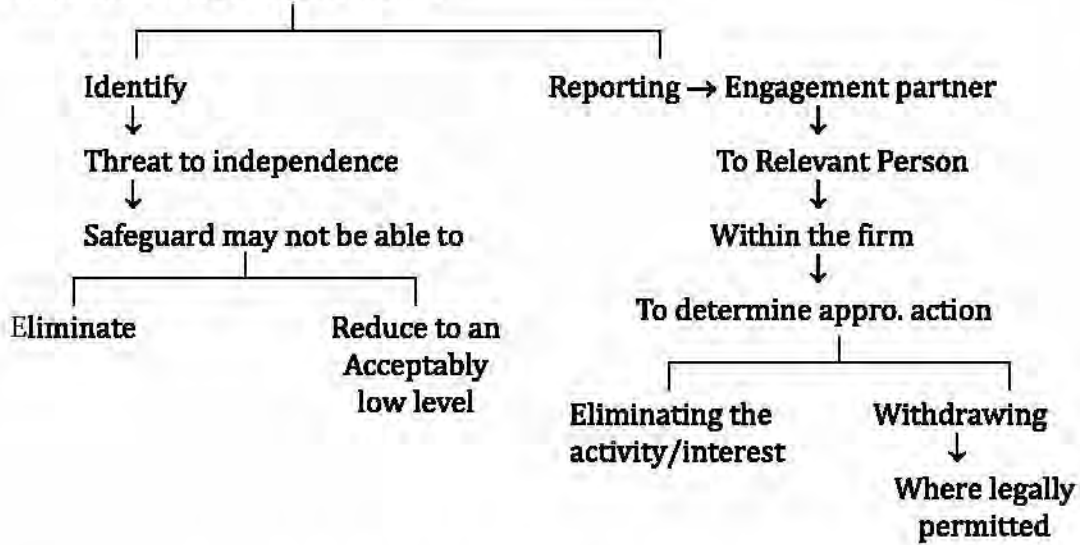 Identify
Reporting → Engagement partner
↓
↓
Threat to independence
To Relevant Person
↓
↓
Safeguard may not be able to
Within the firm
↓
Eliminate
Reduce to an
Acceptably
low level
To determine appro. action
Eliminating the
activity/interest
Withdrawing
↓
Where legally
permitted